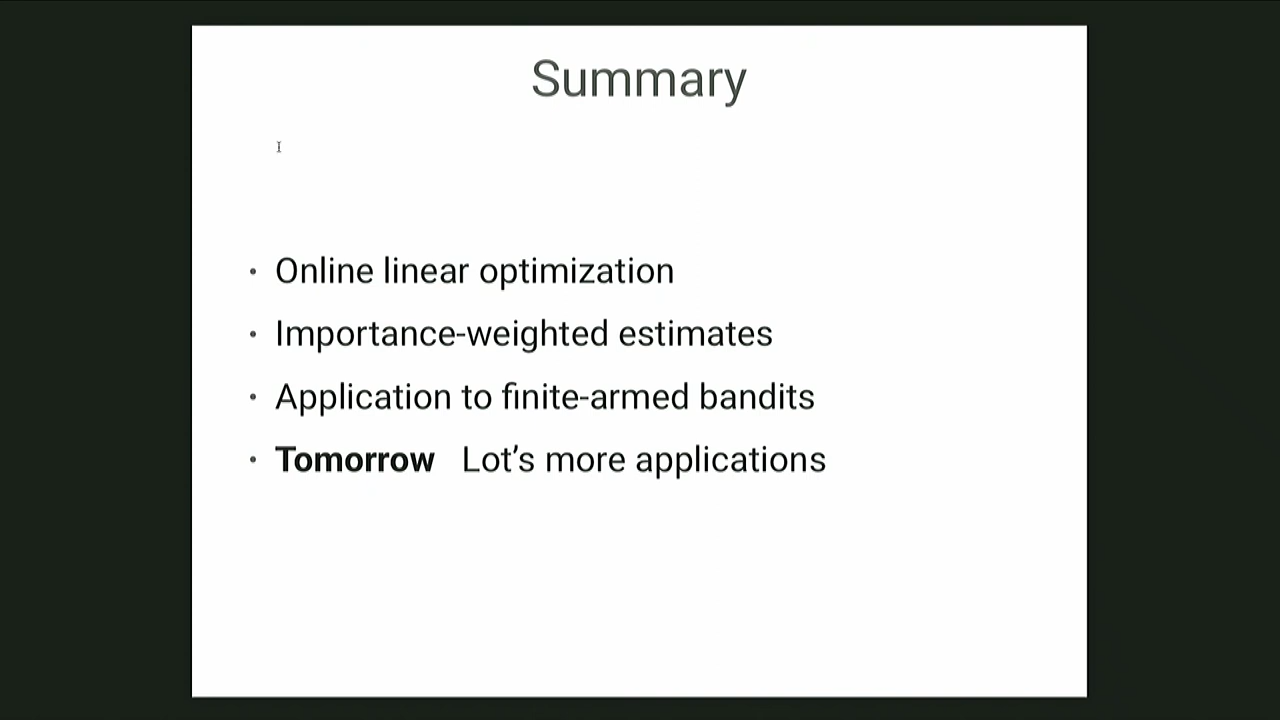 Summary
• Online linear optimization
• Importance-weighted estimates
• Application to finite-armed bandits
• Tomorrow Lot’s more applications